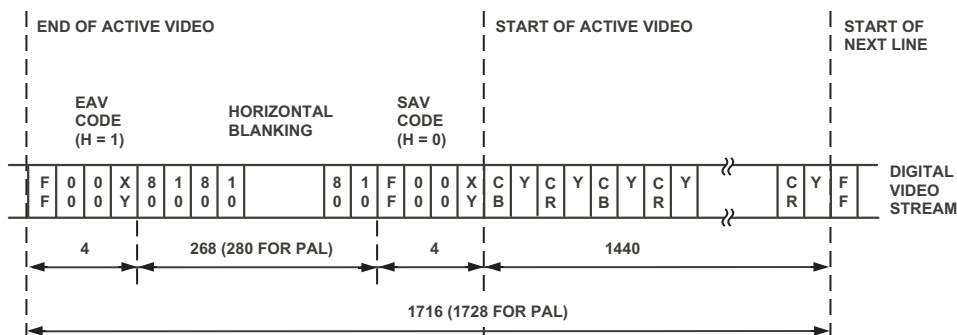 END OF ACTIVE VIDEO
START OF ACTIVE VIDEO
START OF
NEXT LINE
EAV
CODE
(H = 1)
HORIZONTAL
BLANKING
SAV
CODE
(H = 0)
F 0 0 X 8 1 8 1 8 1 F 0 0 X C Y C Y C Y C Y C Y F
F 0 0 Y 0 0 0 0 0 0 F 0 0 Y B R B R R F
DIGITAL
VIDEO
STREAM
4
268 (280 FOR PAL)
4
1440
1716 (1728 FOR PAL)